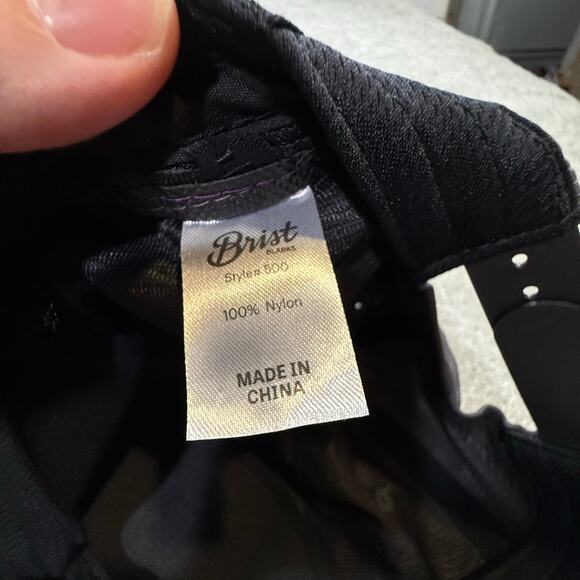 Brist
BLANKS
Style# 800
100% Nylon
MADE IN
CHINA